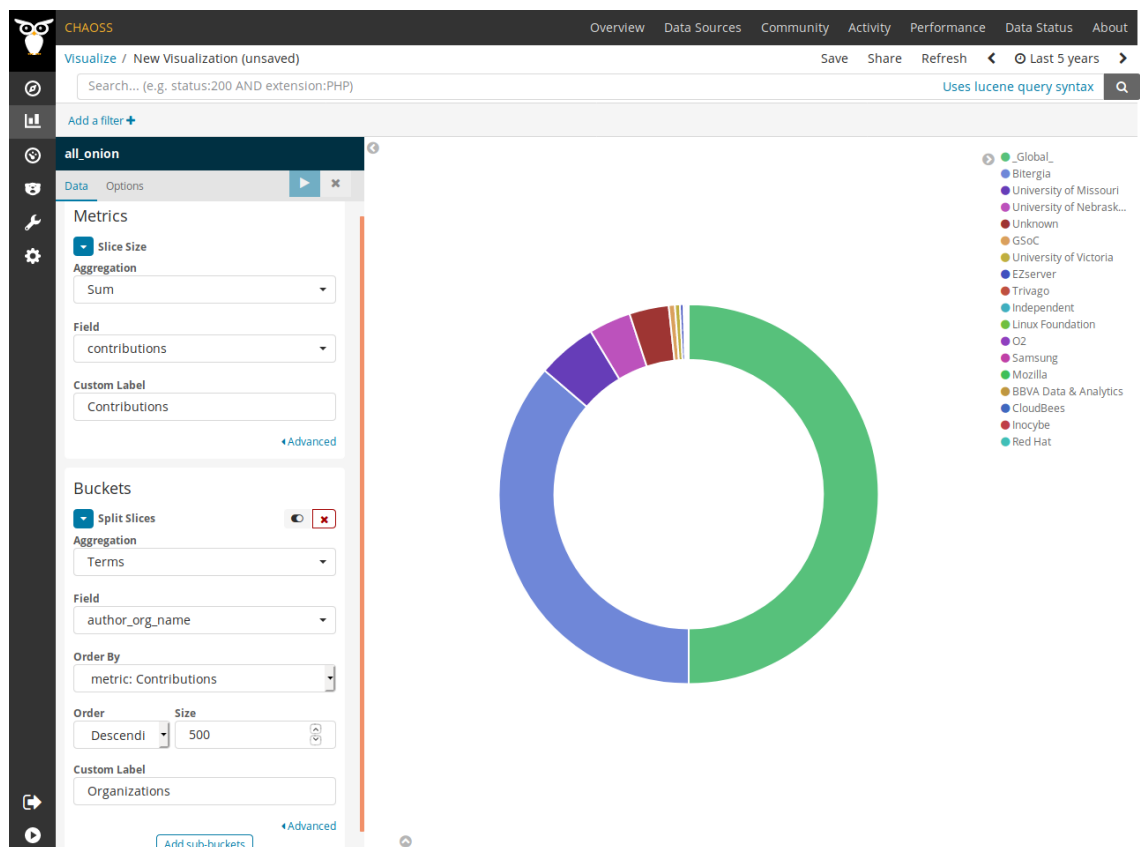 CHAOSS Overview Data Sources Community Activity Performance Data Status About
Visualize / New Visualization (unsaved) Save Share Refresh Last 5 years
Search... (e.g. status:200 AND extension:PHP) Uses lucene query syntax
Add a filter
all_onion
Data Options
Metrics
Slice Size
Aggregation
Sum
Field
contributions
Custom Label
Contributions
Advanced
Buckets
Split Slices
Aggregation
Terms
Field
author_org_name
Order By
metric: Contributions
Order Size
Descendi 500
Custom Label
Organizations
Advanced
Add sub-buckets
_Global_
Bitergia
University of Missouri
University of Nebrask...
Unknown
GSoC
University of Victoria
EZserver
Trivago
Independent
Linux Foundation
O2
Samsung
Mozilla
BBVA Data & Analytics
CloudBees
Inocybe
Red Hat